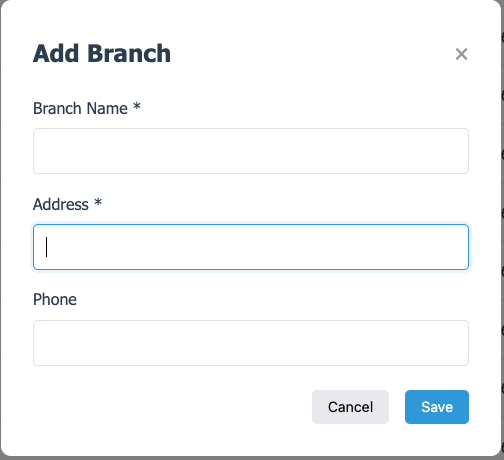 Add Branch ×
Branch Name *
Address *
Phone
Cancel Save